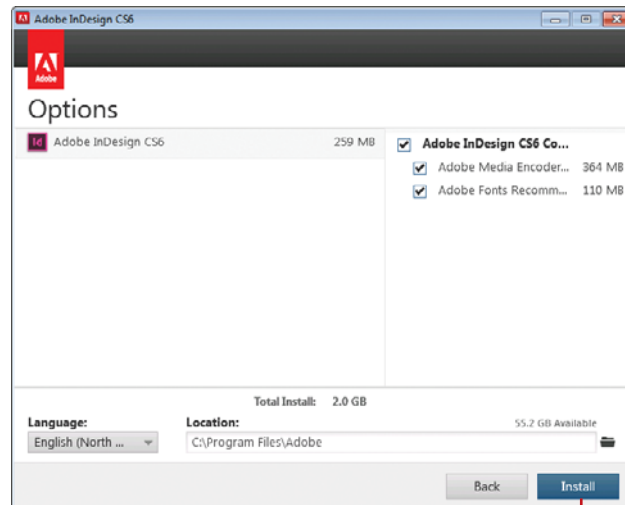 Adobe InDesign CS6
Adobe
Options
Id Adobe InDesign CS6 259 MB
Adobe InDesign CS6 Co...
Adobe Media Encoder... 364 MB
Adobe Fonts Recomm... 110 MB
Total Install: 2.0 GB
Language: Location: 55.2 GB Available
English (North ... C:\Program Files\Adobe
Back Install